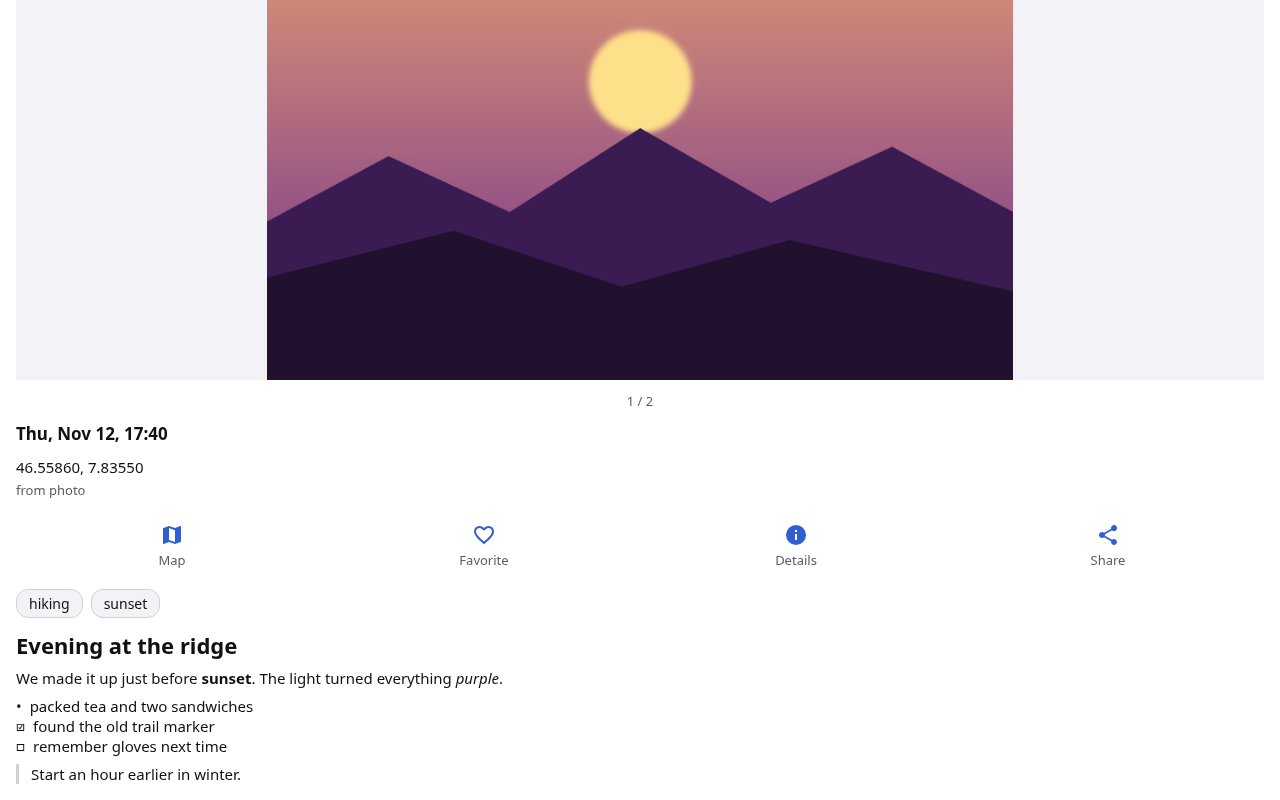 1 / 2
Thu, Nov 12, 17:40
46.55860, 7.83550
from photo
Map
Favorite
Details
Share
hiking
sunset
Evening at the ridge
We made it up just before sunset. The light turned everything purple.
• packed tea and two sandwiches
☑ found the old trail marker
☐ remember gloves next time
Start an hour earlier in winter.